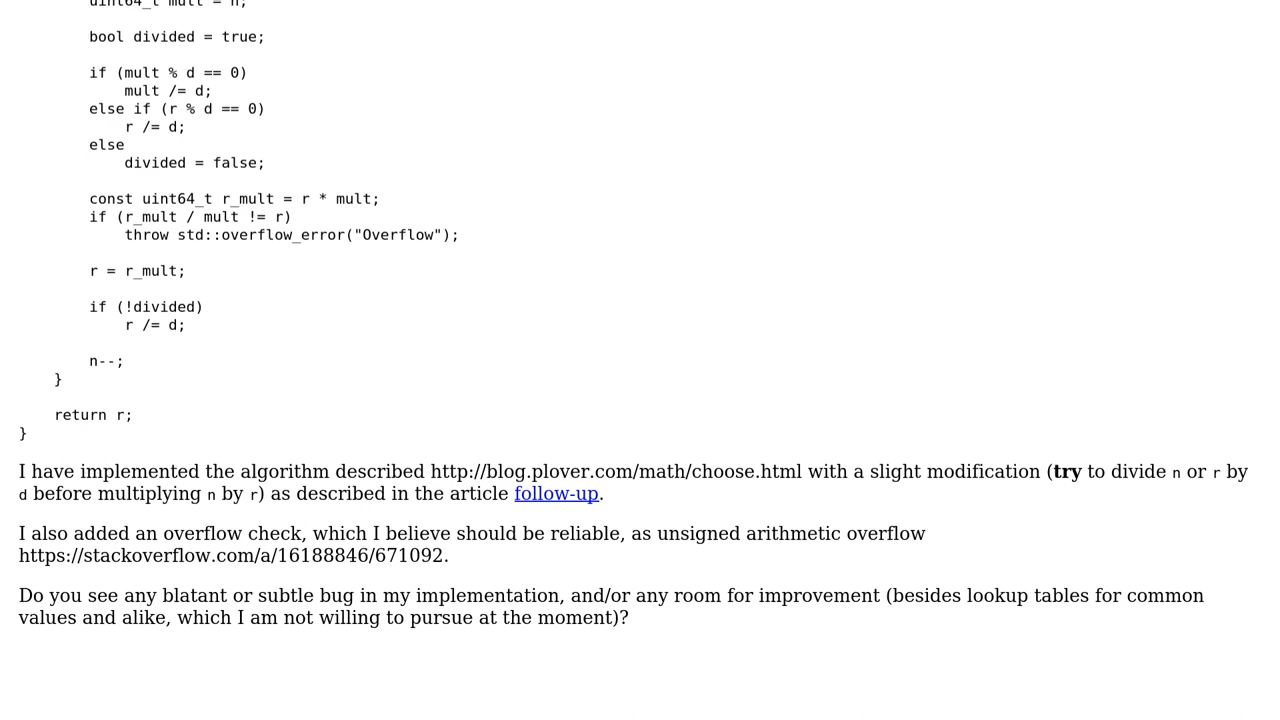 uint64_t mult = n;
bool divided = true;
if (mult % d == 0)
mult /= d;
else if (r % d == 0)
r /= d;
else
divided = false;
const uint64_t r_mult = r * mult;
if (r_mult / mult != r)
throw std::overflow_error("Overflow");
r = r_mult;
if (!divided)
r /= d;
n--;
}
return r;
}
I have implemented the algorithm described http://blog.plover.com/math/choose.html with a slight modification (try to divide n or r by
d before multiplying n by r) as described in the article follow-up.
I also added an overflow check, which I believe should be reliable, as unsigned arithmetic overflow
https://stackoverflow.com/a/16188846/671092.
Do you see any blatant or subtle bug in my implementation, and/or any room for improvement (besides lookup tables for common
values and alike, which I am not willing to pursue at the moment)?